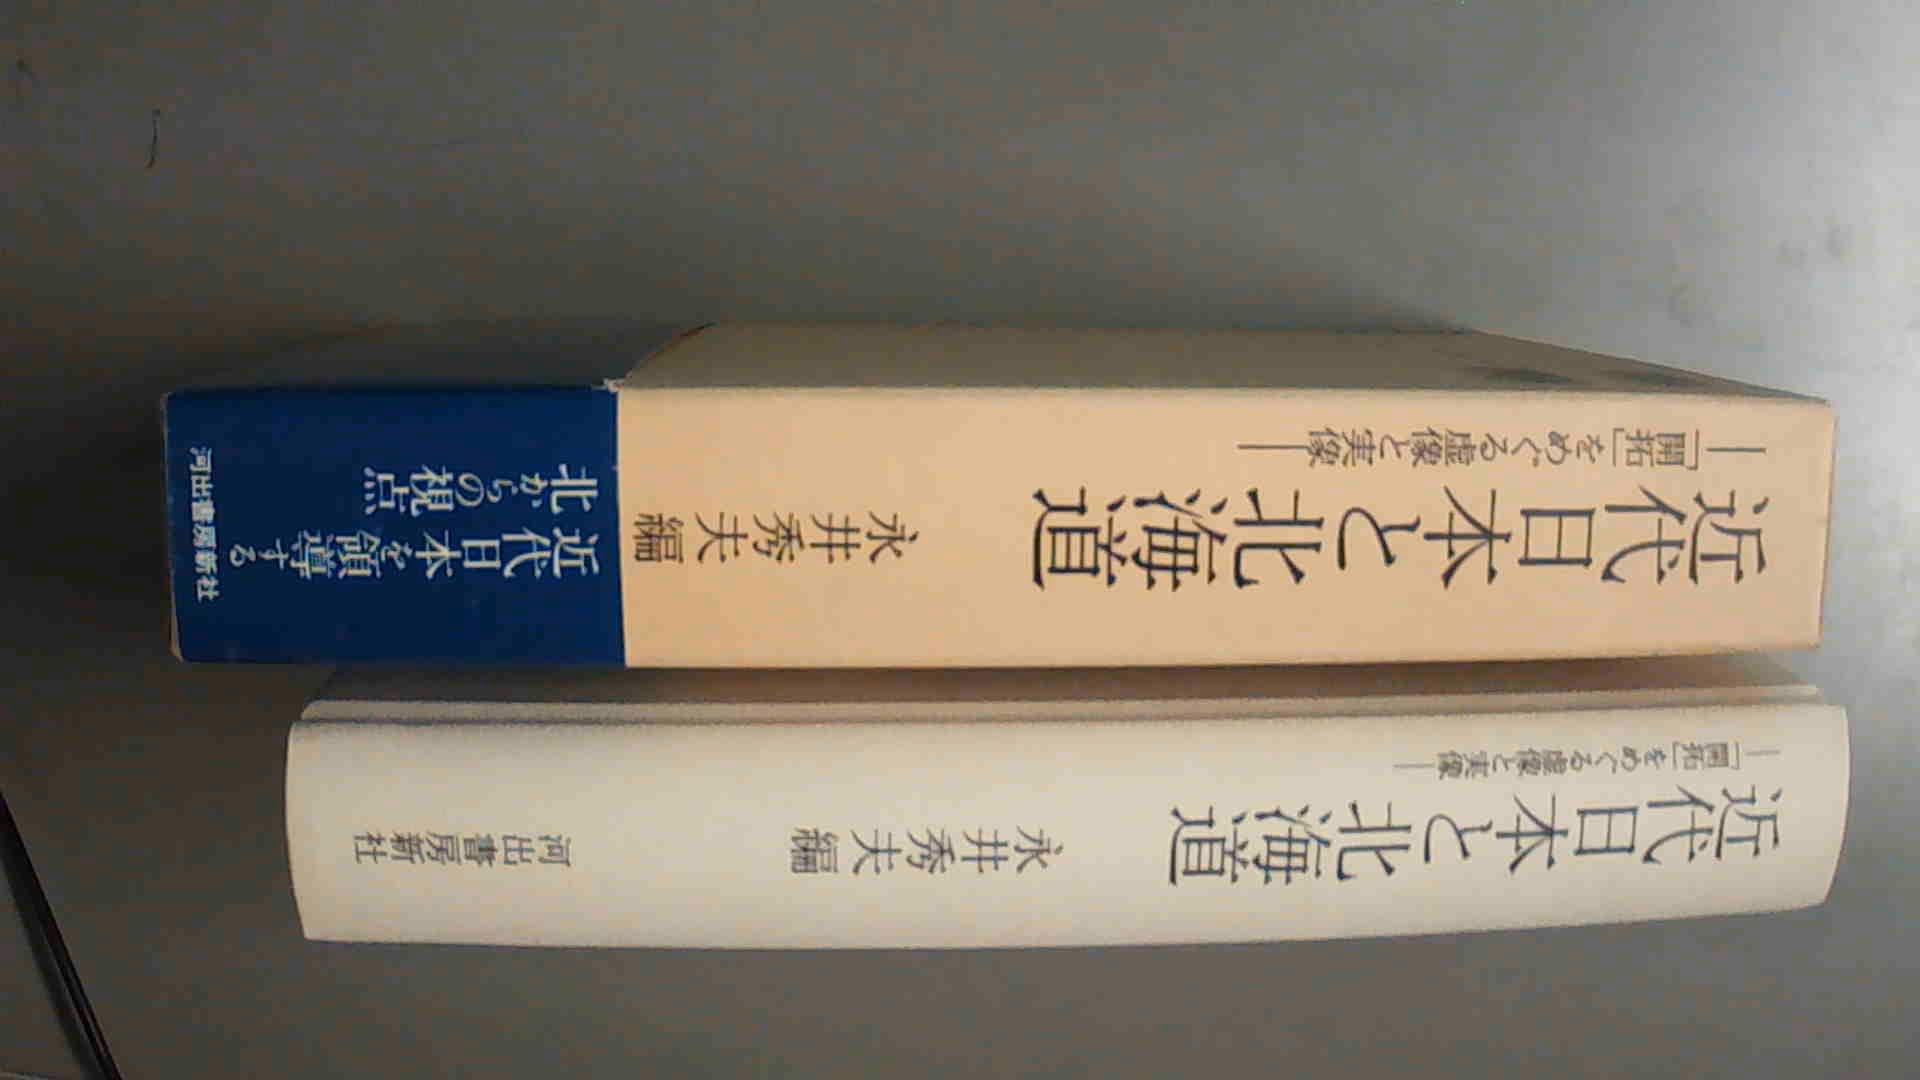 近代日本と北海道
―「開拓」をめぐる虚像と実像―
永井秀夫編
近代日本を領導する
北からの視点
河出書房新社
近代日本と北海道
―「開拓」をめぐる虚像と実像―
永井秀夫編
河出書房新社